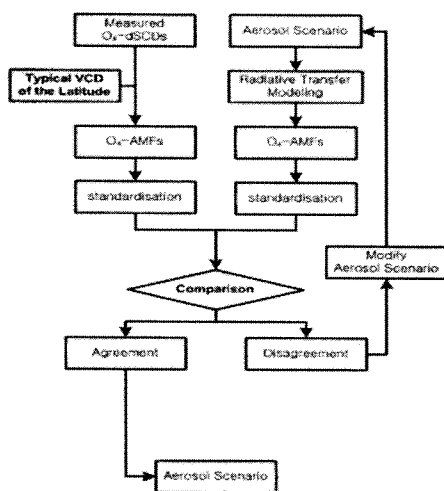 Measured
O₄-dSCDs
Aerosol Scenario
Typical VCD
of the Latitude
Radiative Transfer
Modeling
O₄-AMFs
O₄-AMFs
standardisation
standardisation
Comparison
Modify
Aerosol Scenario
Agreement
Disagreement
Aerosol Scenario